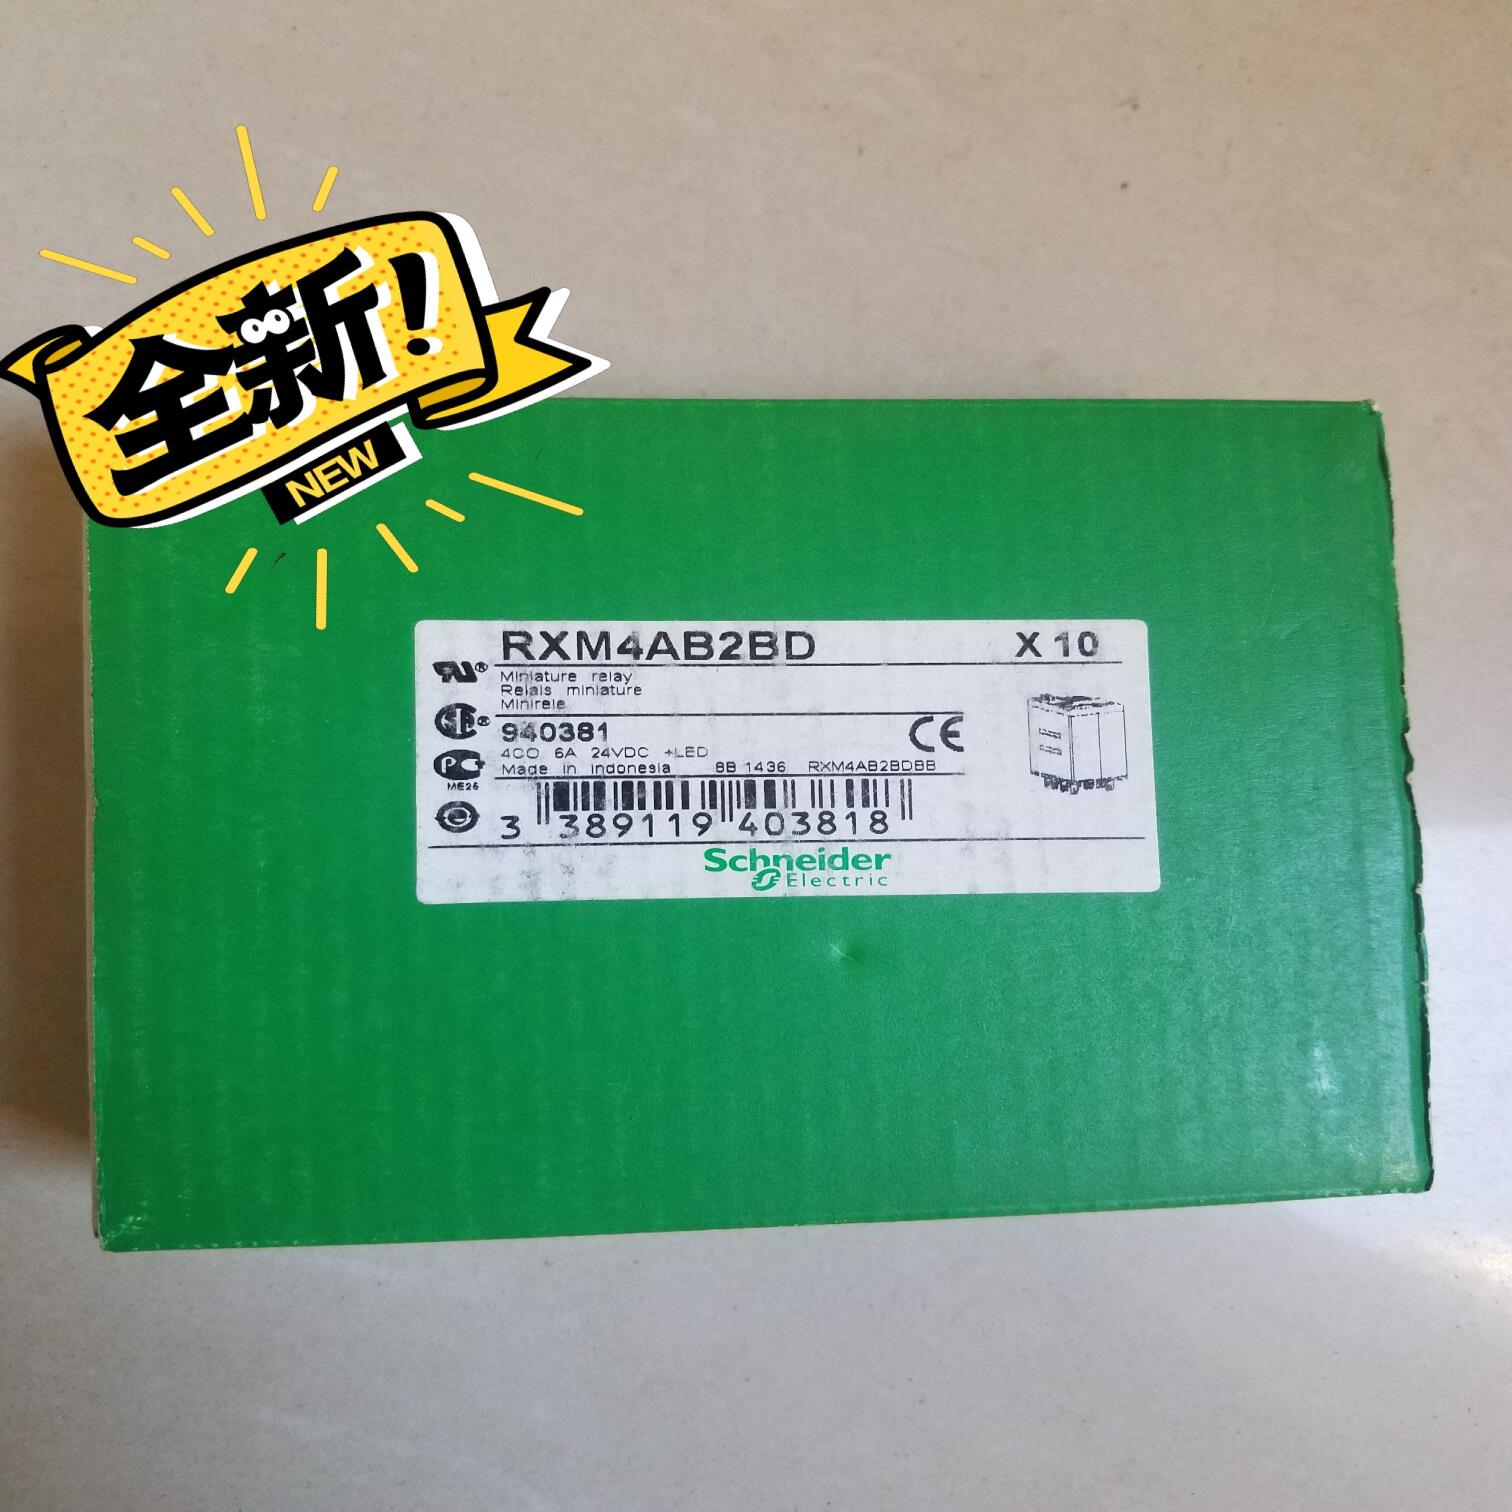 全新!
NEW
RXM4AB2BD X 10
Miniature relay
Relais miniature
Minirele
940381
4CO 6A 24VDC +LED
Made in Indonesia 8B 1436 RXM4AB2BDBB
ME26
3 389119 403818
Schneider
Electric